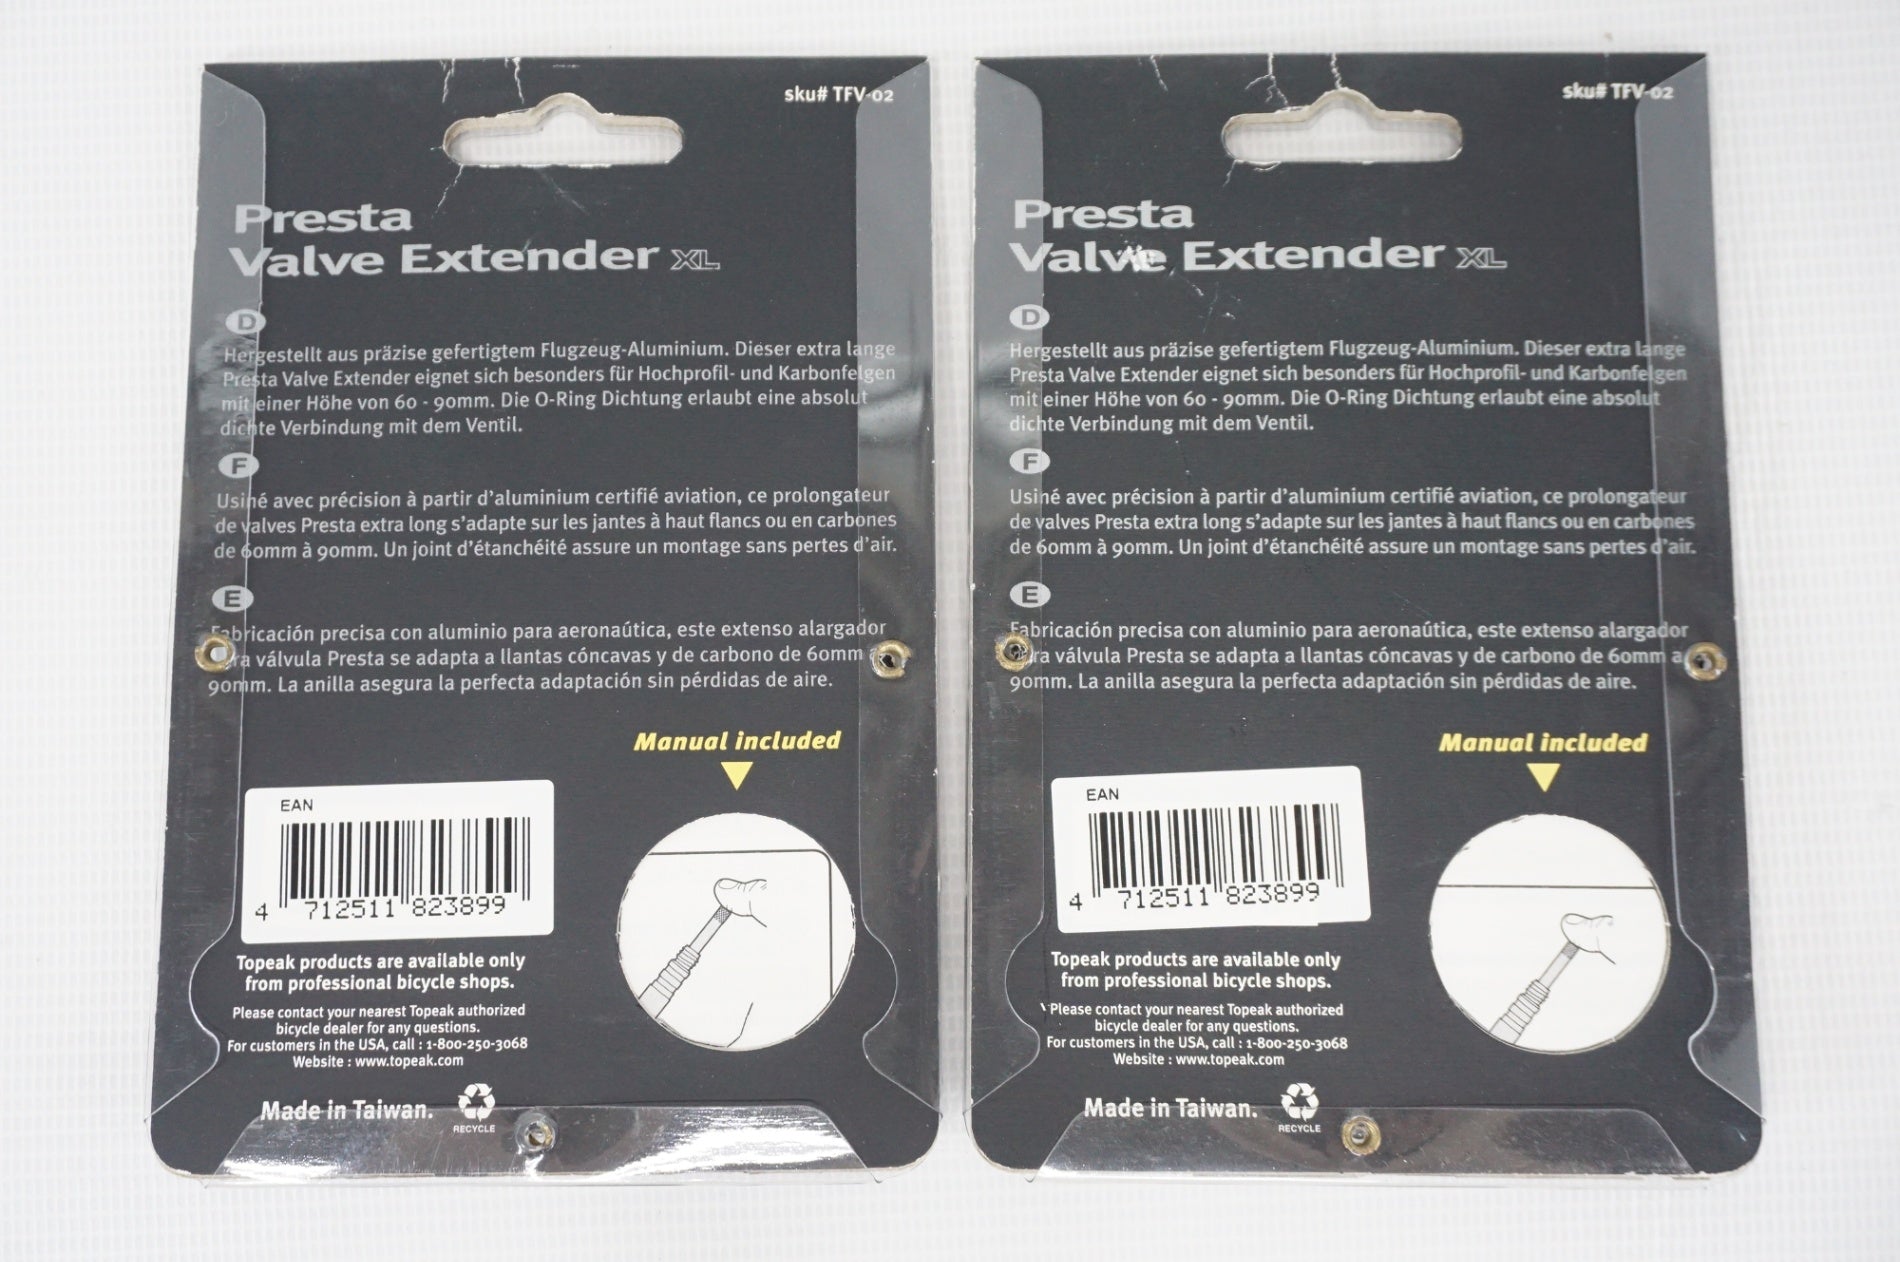 sku# TFV-02
Presta
Valve Extender XL
D
Hergestellt aus präzise gefertigtem Flugzeug-Aluminium. Dieser extra lange
Presta Valve Extender eignet sich besonders für Hochprofil- und Karbonfelgen
mit einer Höhe von 60 - 90mm. Die O-Ring Dichtung erlaubt eine absolut
dichte Verbindung mit dem Ventil.
F
Usiné avec précision à partir d'aluminium certifié aviation, ce prolongateur
de valves Presta extra long s'adapte sur les jantes à haut flancs ou en carbones
de 60mm à 90mm. Un joint d'étanchéité assure un montage sans pertes d'air.
E
Fabricación precisa con aluminio para aeronaútica, este extenso alargador
válvula Presta se adapta a llantas cóncavas y de carbono de 60mm
90mm. La anilla asegura la perfecta adaptación sin pérdidas de aire.
Manual included
EAN
4 712511 823899
Topeak products are available only
from professional bicycle shops.
Please contact your nearest Topeak authorized
bicycle dealer for any questions.
For customers in the USA, call : 1-800-250-3068
Website : www.topeak.com
Made in Taiwan.
RECYCLE
sku# TFV-02
Presta
Valve Extender XL
D
Hergestellt aus präzise gefertigtem Flugzeug-Aluminium. Dieser extra lange
Presta Valve Extender eignet sich besonders für Hochprofil- und Karbonfelgen
mit einer Höhe von 60 - 90mm. Die O-Ring Dichtung erlaubt eine absolut
dichte Verbindung mit dem Ventil.
F
Usiné avec précision à partir d'aluminium certifié aviation, ce prolongateur
de valves Presta extra long s'adapte sur les jantes à haut flancs ou en carbones
de 60mm à 90mm. Un joint d'étanchéité assure un montage sans pertes d'air.
E
Fabricación precisa con aluminio para aeronaútica, este extenso alargador
válvula Presta se adapta a llantas cóncavas y de carbono de 60mm a
90mm. La anilla asegura la perfecta adaptación sin pérdidas de aire.
Manual included
EAN
4 712511 823899
Topeak products are available only
from professional bicycle shops.
Please contact your nearest Topeak authorized
bicycle dealer for any questions.
For customers in the USA, call : 1-800-250-3068
Website : www.topeak.com
Made in Taiwan.
RECYCLE